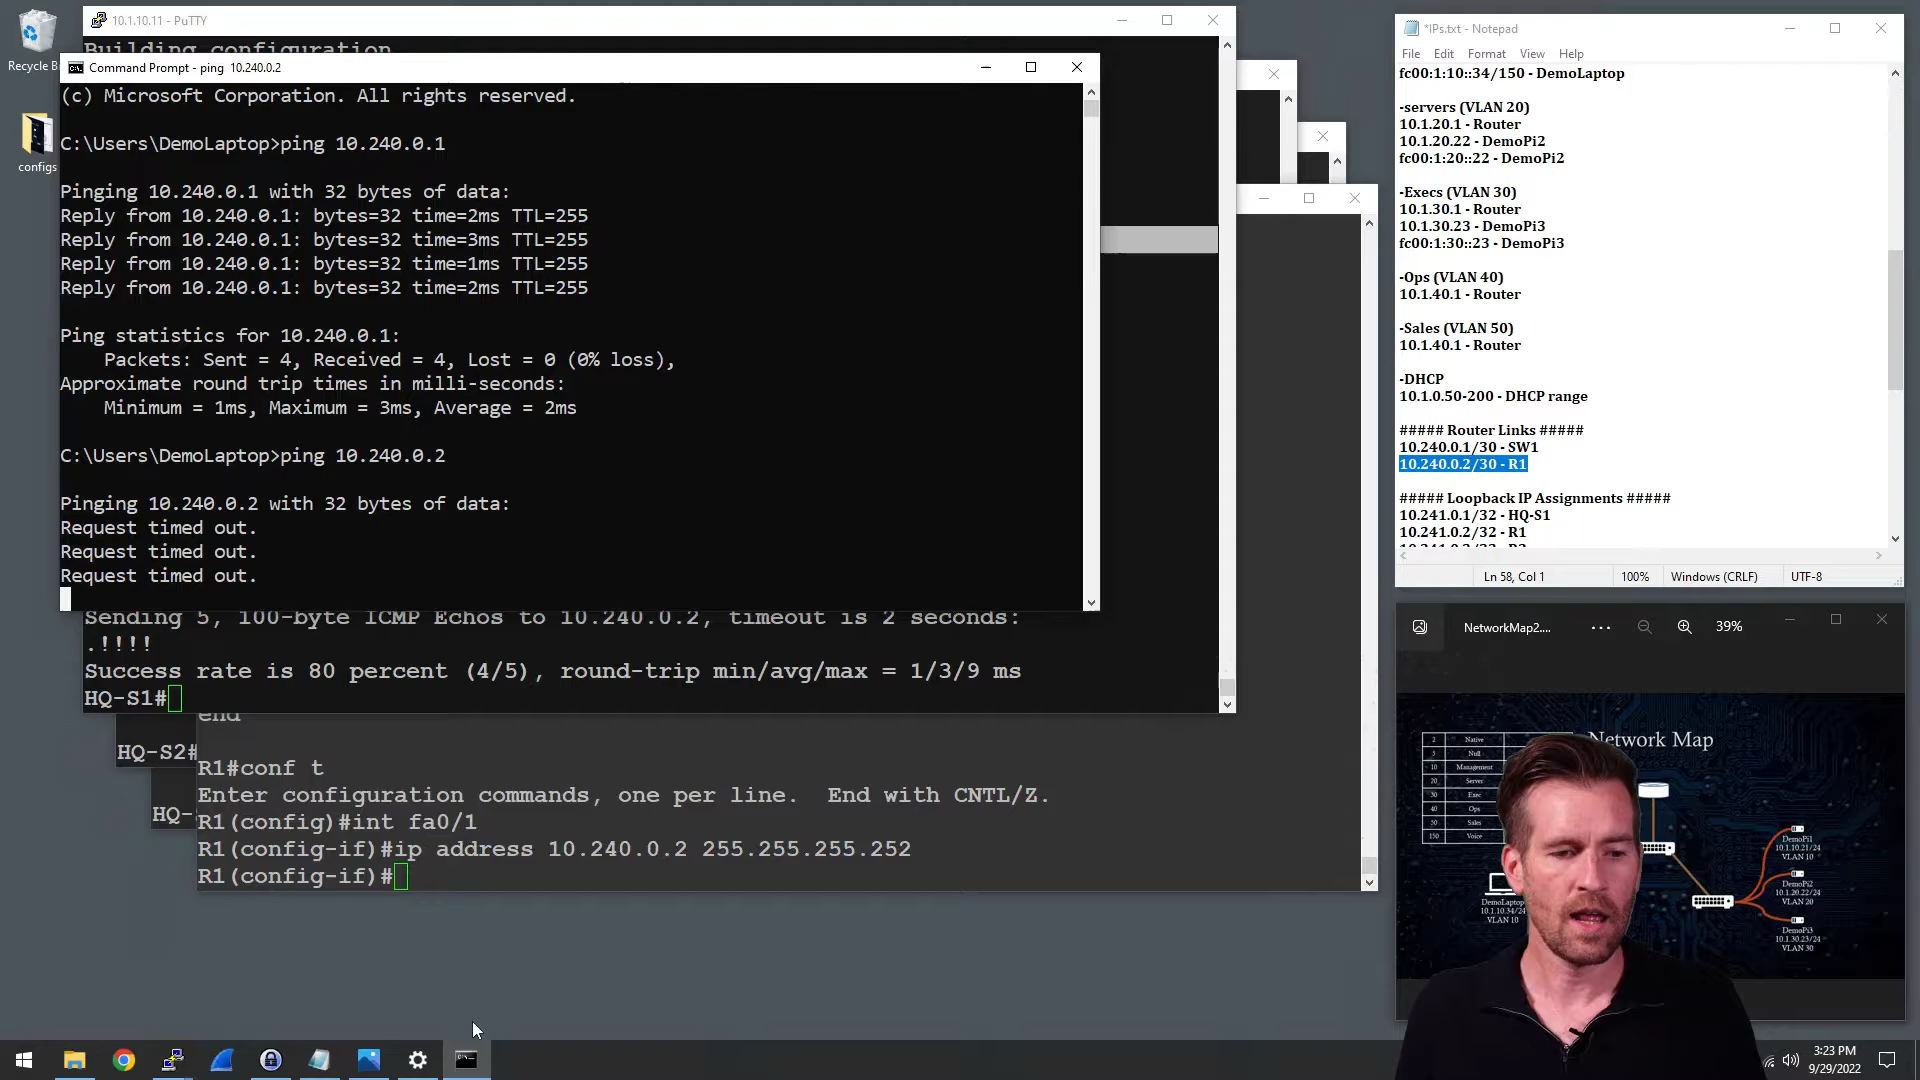 Recycle B
configs
10.1.10.11 - PuTTY
Building configuration
Command Prompt - ping 10.240.0.2
(c) Microsoft Corporation. All rights reserved.
C:\Users\DemoLaptop>ping 10.240.0.1
Pinging 10.240.0.1 with 32 bytes of data:
Reply from 10.240.0.1: bytes=32 time=2ms TTL=255
Reply from 10.240.0.1: bytes=32 time=3ms TTL=255
Reply from 10.240.0.1: bytes=32 time=1ms TTL=255
Reply from 10.240.0.1: bytes=32 time=2ms TTL=255
Ping statistics for 10.240.0.1:
Packets: Sent = 4, Received = 4, Lost = 0 (0% loss),
Approximate round trip times in milli-seconds:
Minimum = 1ms, Maximum = 3ms, Average = 2ms
C:\Users\DemoLaptop>ping 10.240.0.2
Pinging 10.240.0.2 with 32 bytes of data:
Request timed out.
Request timed out.
Request timed out.
Sending 5, 100-byte ICMP Echos to 10.240.0.2, timeout is 2 seconds:
.!!!!
Success rate is 80 percent (4/5), round-trip min/avg/max = 1/3/9 ms
HQ-S1#
end
HQ-S2#
HQ-
R1#conf t
Enter configuration commands, one per line. End with CNTL/Z.
R1(config)#int fa0/1
R1(config-if)#ip address 10.240.0.2 255.255.255.252
R1(config-if)#
*IPs.txt - Notepad
File Edit Format View Help
fc00:1:10::34/150 - DemoLaptop
-servers (VLAN 20)
10.1.20.1 - Router
10.1.20.22 - DemoPi2
fc00:1:20::22 - DemoPi2
-Execs (VLAN 30)
10.1.30.1 - Router
10.1.30.23 - DemoPi3
fc00:1:30::23 - DemoPi3
-Ops (VLAN 40)
10.1.40.1 - Router
-Sales (VLAN 50)
10.1.40.1 - Router
-DHCP
10.1.0.50-200 - DHCP range
##### Router Links #####
10.240.0.1/30 - SW1
10.240.0.2/30 - R1
##### Loopback IP Assignments #####
10.241.0.1/32 - HQ-S1
10.241.0.2/32 - R1
Ln 58, Col 1
100%
Windows (CRLF)
UTF-8
NetworkMap2....
39%
Network Map
2 Native
3 Null
10 Management
20 Server
30 Exec
40 Ops
50 Sales
150 Voice
DemoPi1
10.1.10.21/24
VLAN 10
DemoPi2
10.1.20.22/24
VLAN 20
DemoPi3
10.1.30.23/24
VLAN 30
DemoLaptop
10.1.10.34/24
VLAN 10
3:23 PM
9/29/2022